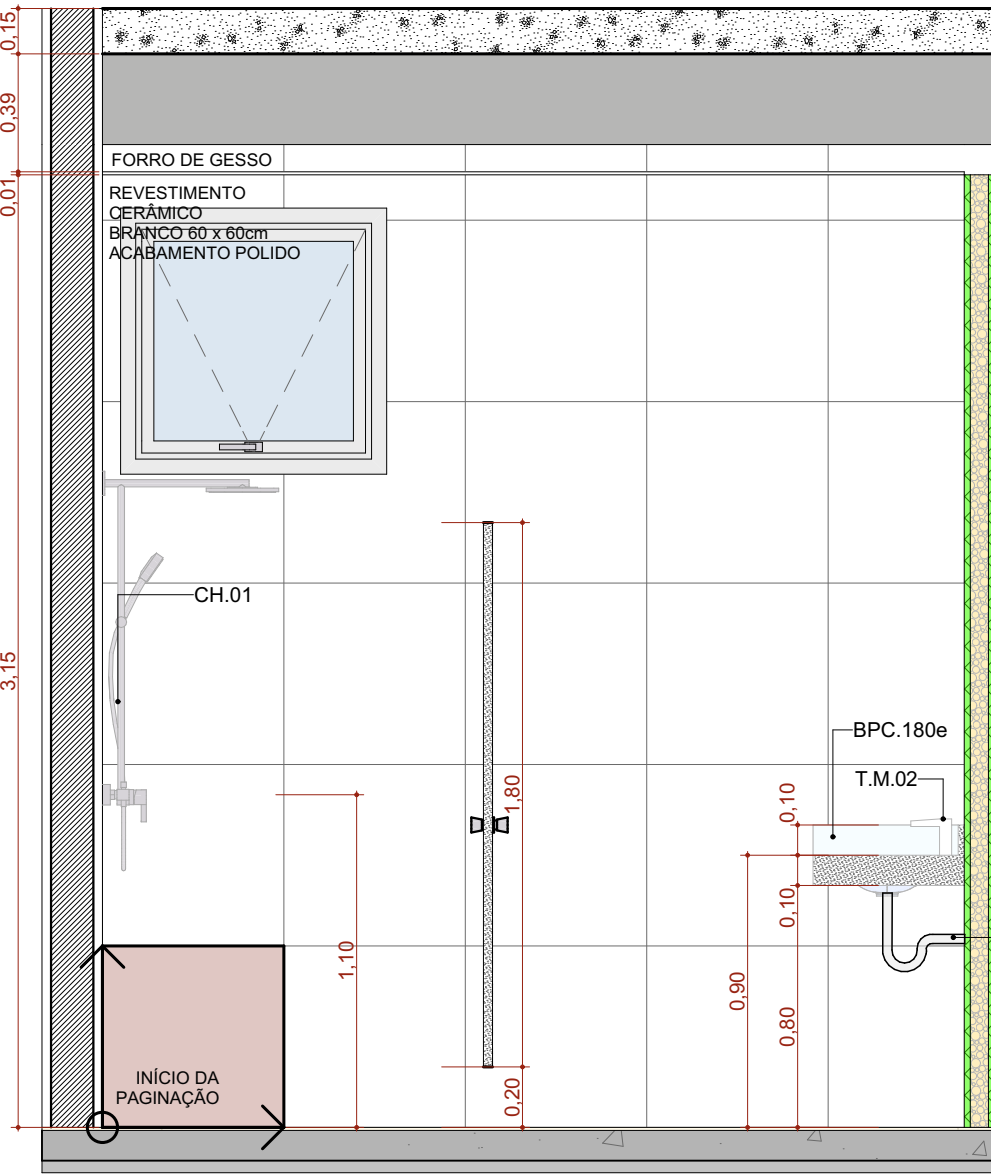 0,15
0,39
FORRO DE GESSO
0,01
REVESTIMENTO
CERÂMICO
BRANCO 60 x 60cm
ACABAMENTO POLIDO
CH.01
3,15
BPC.180e
T.M.02
1,80
0,10
0,10
1,10
0,90
0,80
INÍCIO DA
PAGINAÇÃO
0,20